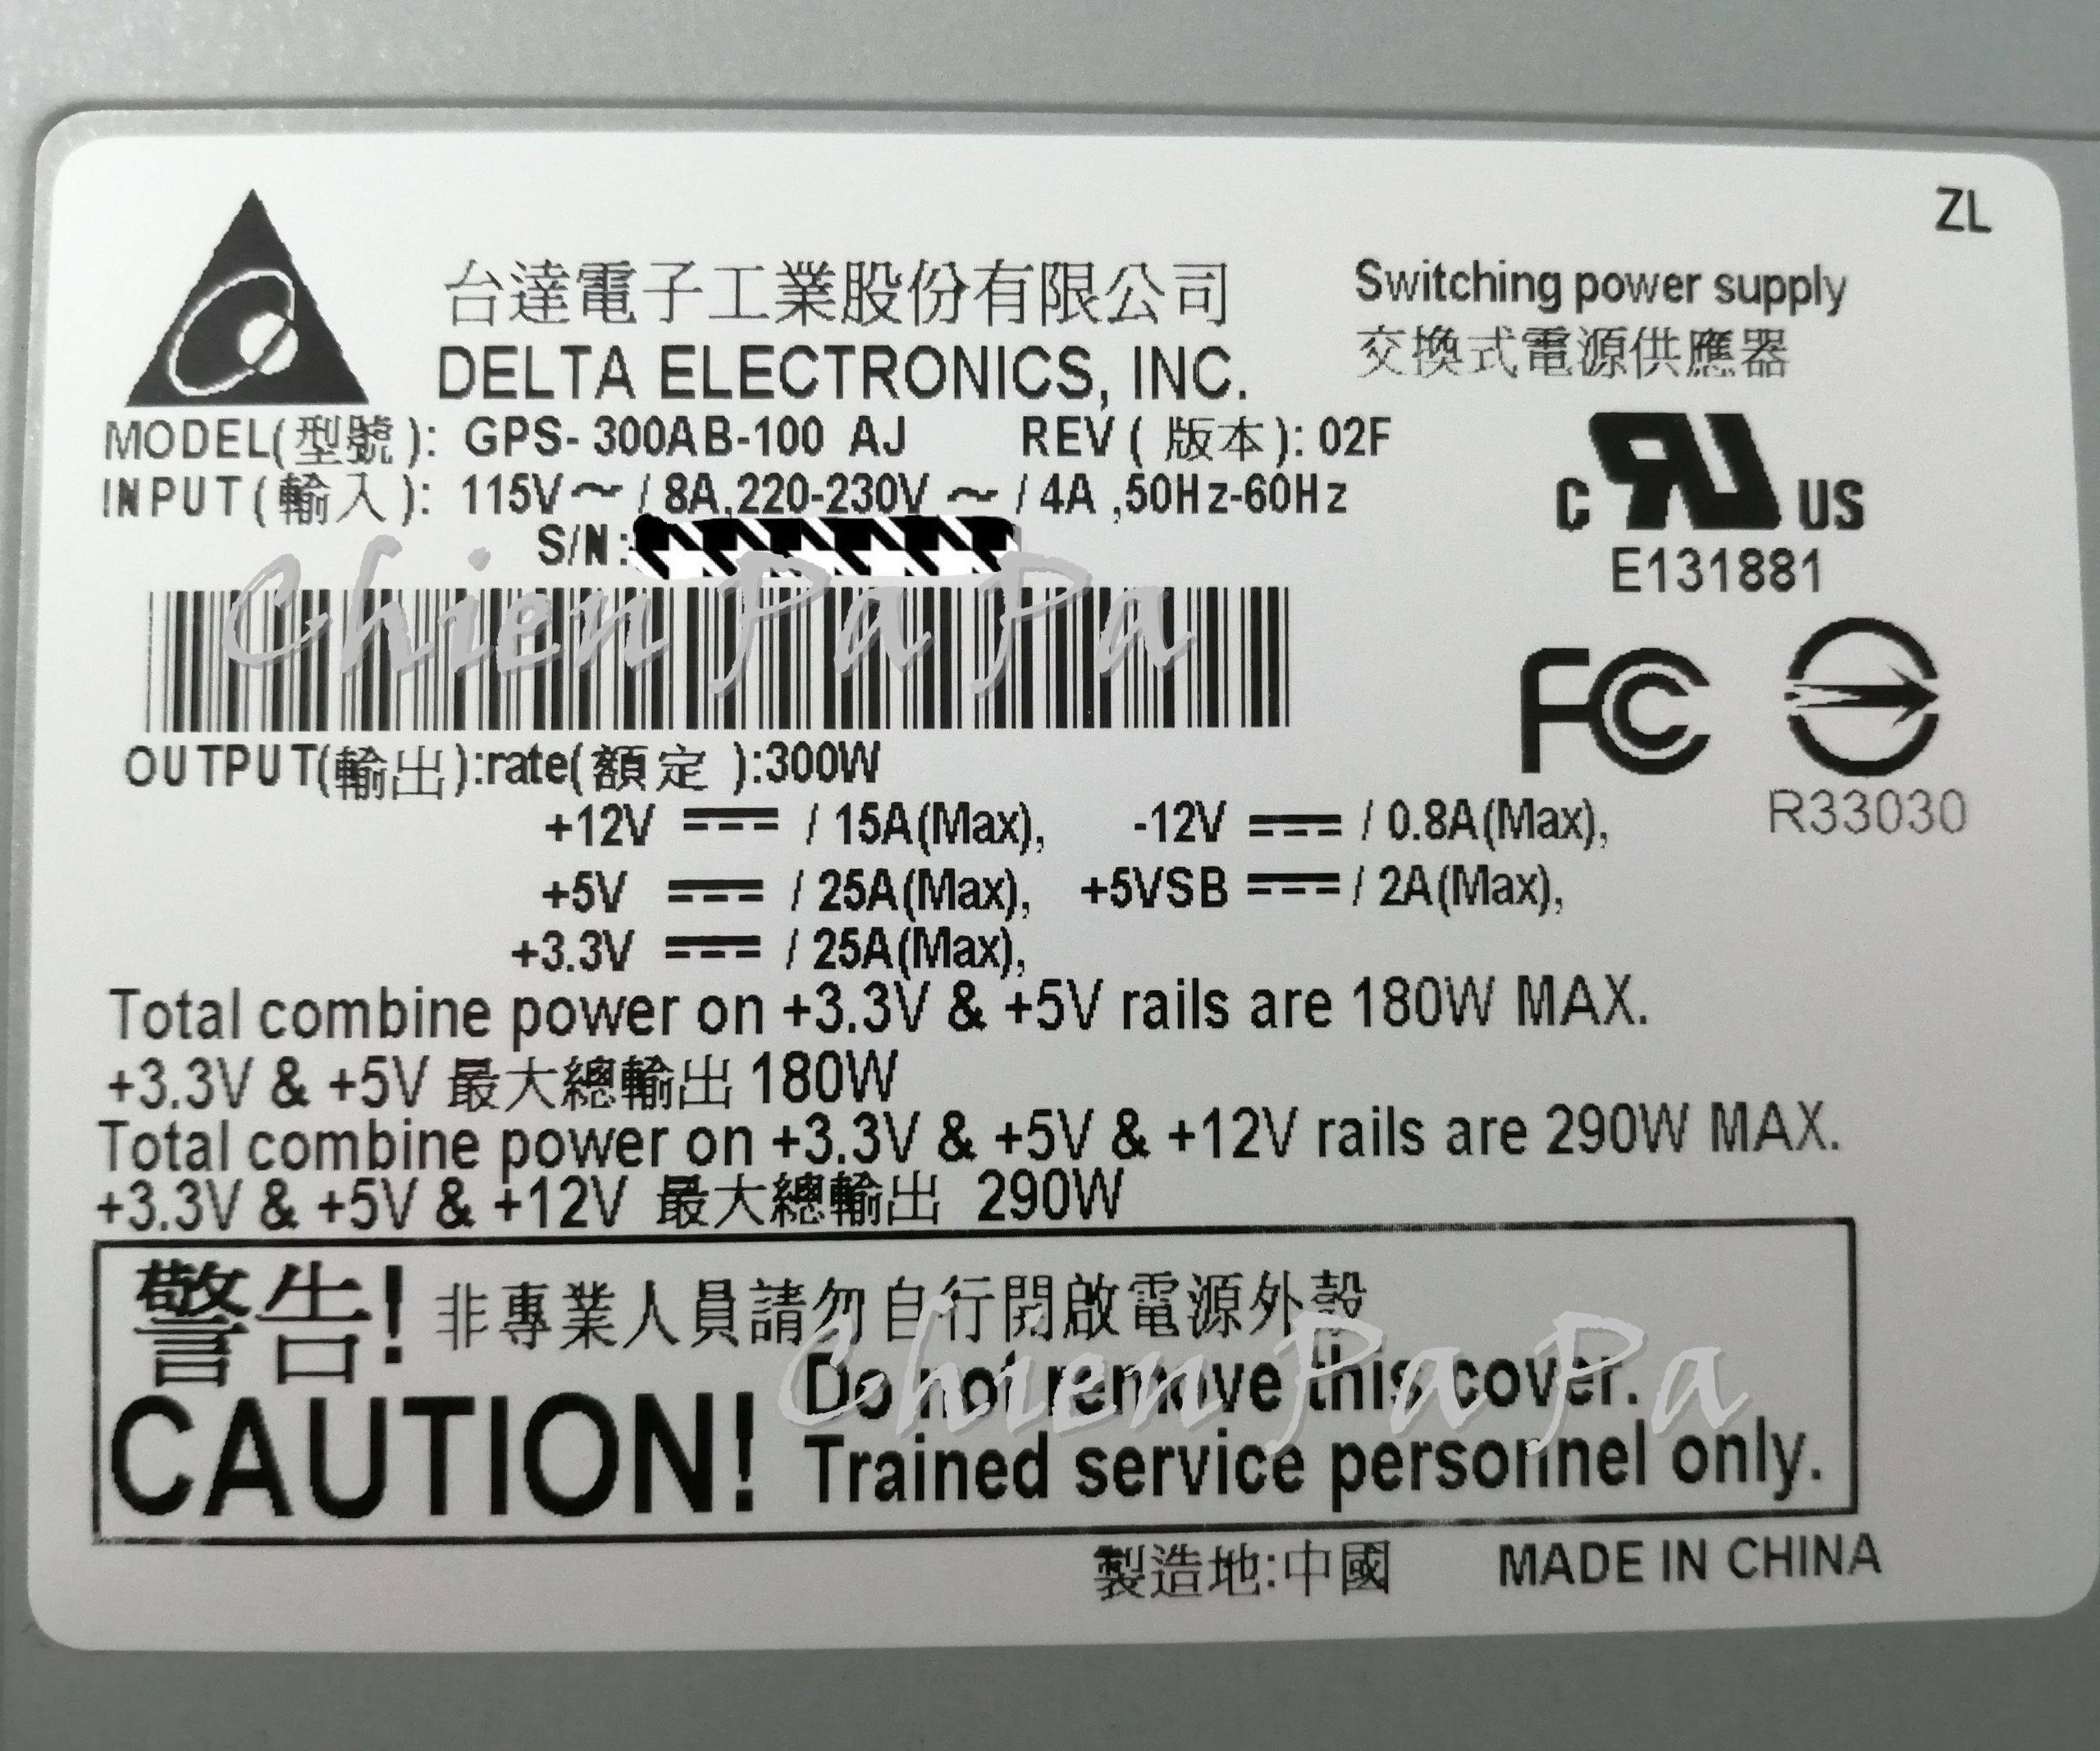 ZL
台達電子工業股份有限公司
DELTA ELECTRONICS, INC.
Switching power supply
交換式電源供應器
MODEL(型號): GPS-300AB-100 AJ REV(版本): 02F
INPUT(輸入): 115V～/8A,220-230V～/4A,50Hz-60Hz
S/N:
C RU US
E131881
Chien PaPa
FC
R33030
OUTPUT(輸出):rate(額定):300W
+12V ⎓ / 15A(Max), -12V ⎓ / 0.8A(Max),
+5V ⎓ / 25A(Max), +5VSB ⎓ / 2A(Max),
+3.3V ⎓ / 25A(Max),
Total combine power on +3.3V & +5V rails are 180W MAX.
+3.3V & +5V 最大總輸出 180W
Total combine power on +3.3V & +5V & +12V rails are 290W MAX.
+3.3V & +5V & +12V 最大總輸出 290W
警告! 非專業人員請勿自行開啟電源外殼
CAUTION! Do not remove this cover.
Trained service personnel only.
Chien PaPa
製造地:中國 MADE IN CHINA